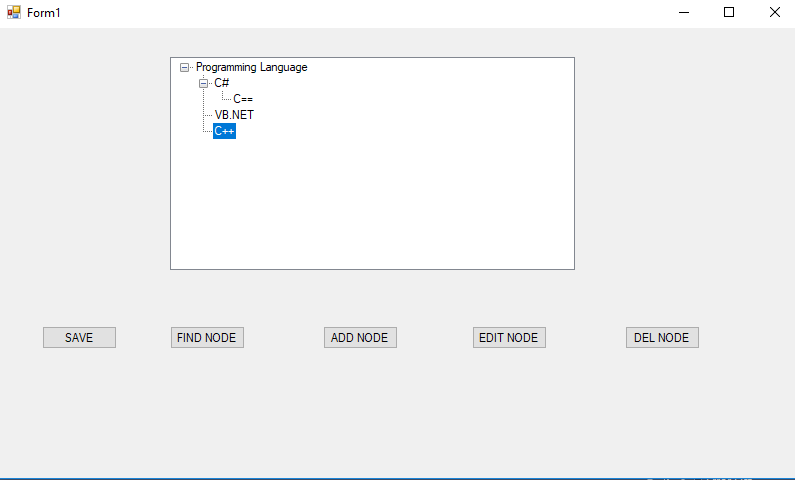 Form1
Programming Language
C#
C==
VB.NET
C++
SAVE
FIND NODE
ADD NODE
EDIT NODE
DEL NODE